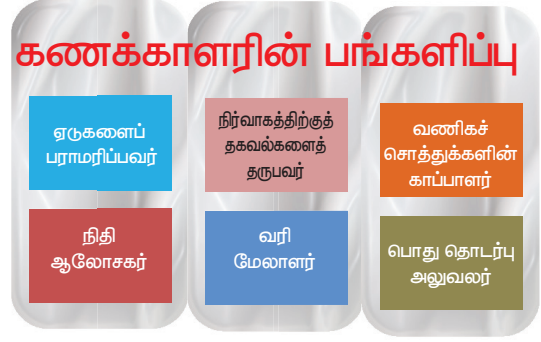 கணக்காளரின் பங்களிப்பு
ஏடுகளைப்
பராமரிப்பவர்
நிர்வாகத்திற்குத்
தகவல்களைத்
தருபவர்
வணிகச்
சொத்துக்களின்
காப்பாளர்
நிதி
ஆலோசகர்
வரி
மேலாளர்
பொது தொடர்பு
அலுவலர்